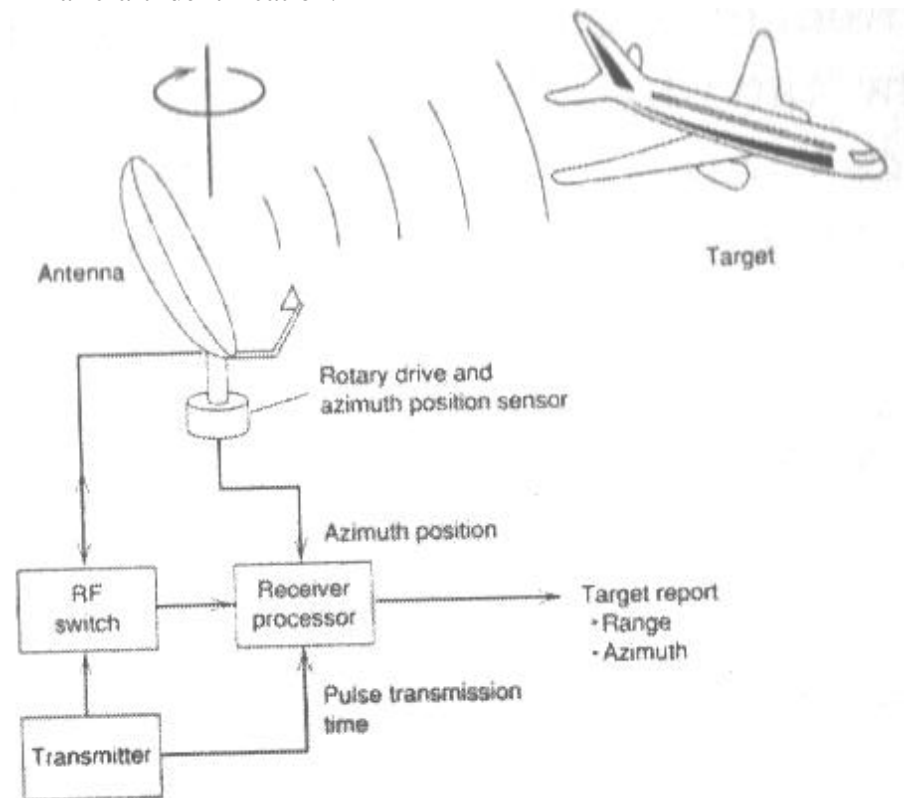 Antenna
Target
Rotary drive and
azimuth position sensor
Azimuth position
RF
switch
Receiver
processor
Target report
· Range
· Azimuth
Pulse transmission
time
Transmitter